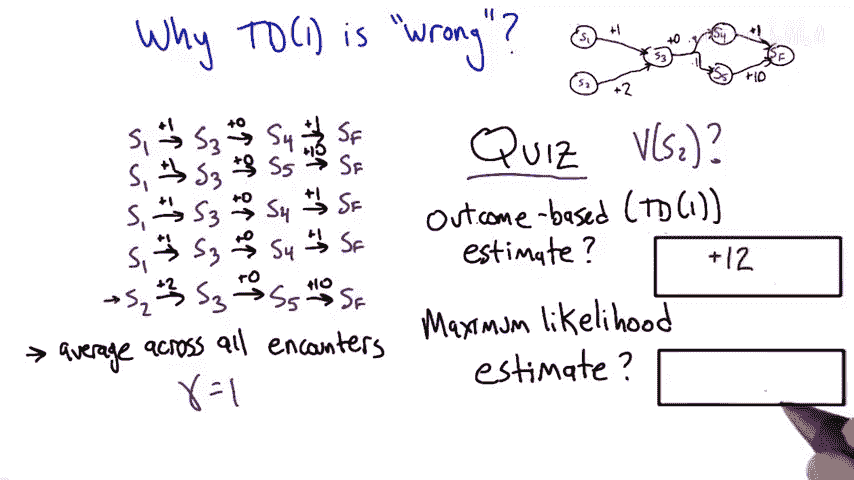 Why TD(1) is "wrong"?
S1 +1 S3 +0 S4 +1 SF
S2 +2 S5 +10
.9
.1
S1 +1→ S3 +0→ S4 +1→ SF
S1 +1→ S3 +0→ S5 +10→ SF
S1 +1→ S3 +0→ S4 +1→ SF
S1 +1→ S3 +0→ S4 +1→ SF
→ S2 +2→ S3 +0→ S5 +10→ SF
→ average across all encounters
γ=1
Quiz V(S2)?
Outcome-based (TD(1))
estimate?
+12
Maximum likelihood
estimate?